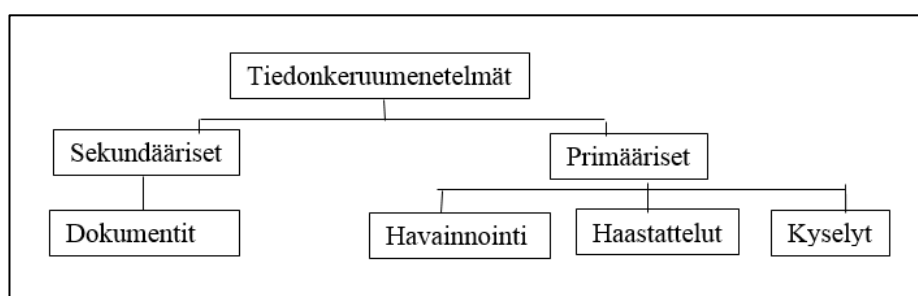 Tiedonkeruumenetelmät
Sekundääriset
Primääriset
Dokumentit
Havainnointi
Haastattelut
Kyselyt